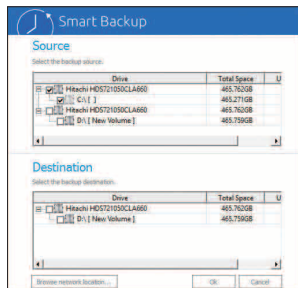 Smart Backup
Source
Select the backup source.
Drive Total Space U
Hitachi HDS721050CLA660 465.762GB
C:\ [ ] 465.271GB
Hitachi HDS721050CLA660 465.762GB
D:\ [ New Volume ] 465.759GB
Destination
Select the backup destination.
Drive Total Space U
Hitachi HDS721050CLA660 465.762GB
D:\ [ New Volume ] 465.759GB
Browse network location... Ok Cancel